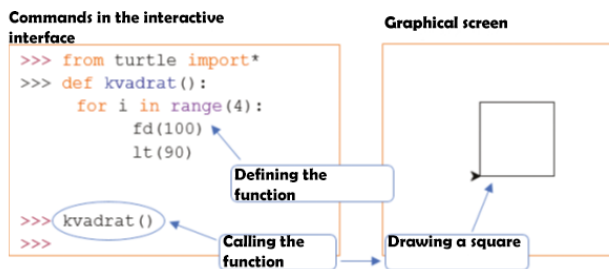 Commands in the interactive
interface
>>> from turtle import*
>>> def kvadrat():
for i in range(4):
fd(100)
lt(90)
Defining the
function
>>> kvadrat()
>>>
Calling the
function
Graphical screen
Drawing a square